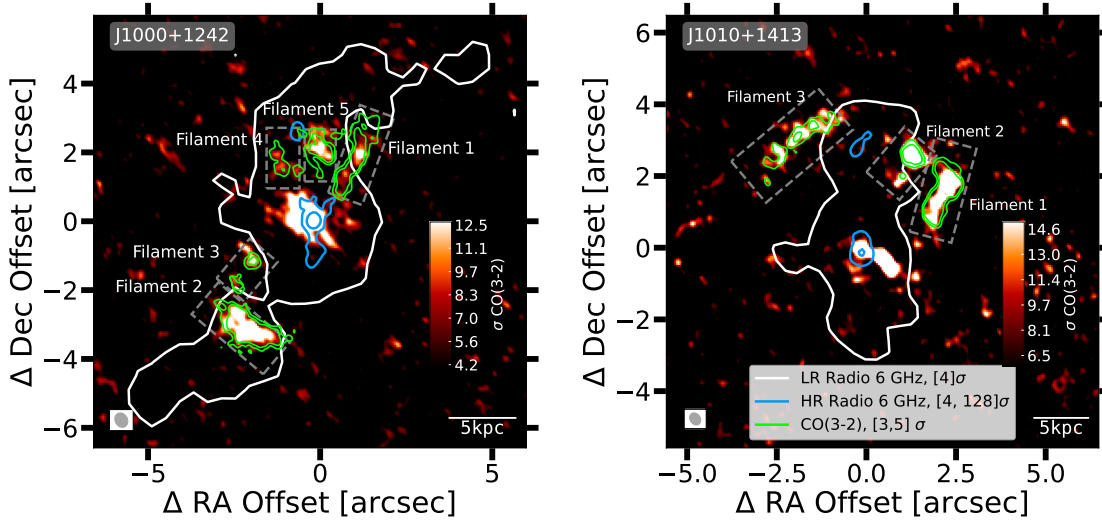 J1000+1242
Filament 5
Filament 4
Filament 1
Filament 3
Filament 2
12.5
11.1
9.7
8.3
7.0
5.6
4.2
σ CO(3-2)
5kpc
4
2
0
−2
−4
−6
−5
0
5
Δ Dec Offset [arcsec]
Δ RA Offset [arcsec]
J1010+1413
Filament 3
Filament 2
Filament 1
14.6
14.0
13.0
11.4
9.7
8.1
6.5
σ CO(3-2)
LR Radio 6 GHz, [4]σ
HR Radio 6 GHz, [4, 128]σ
CO(3-2), [3,5] σ
5kpc
6
4
2
0
−2
−4
−5.0
−2.5
0.0
2.5
5.0
Δ Dec Offset [arcsec]
Δ RA Offset [arcsec]